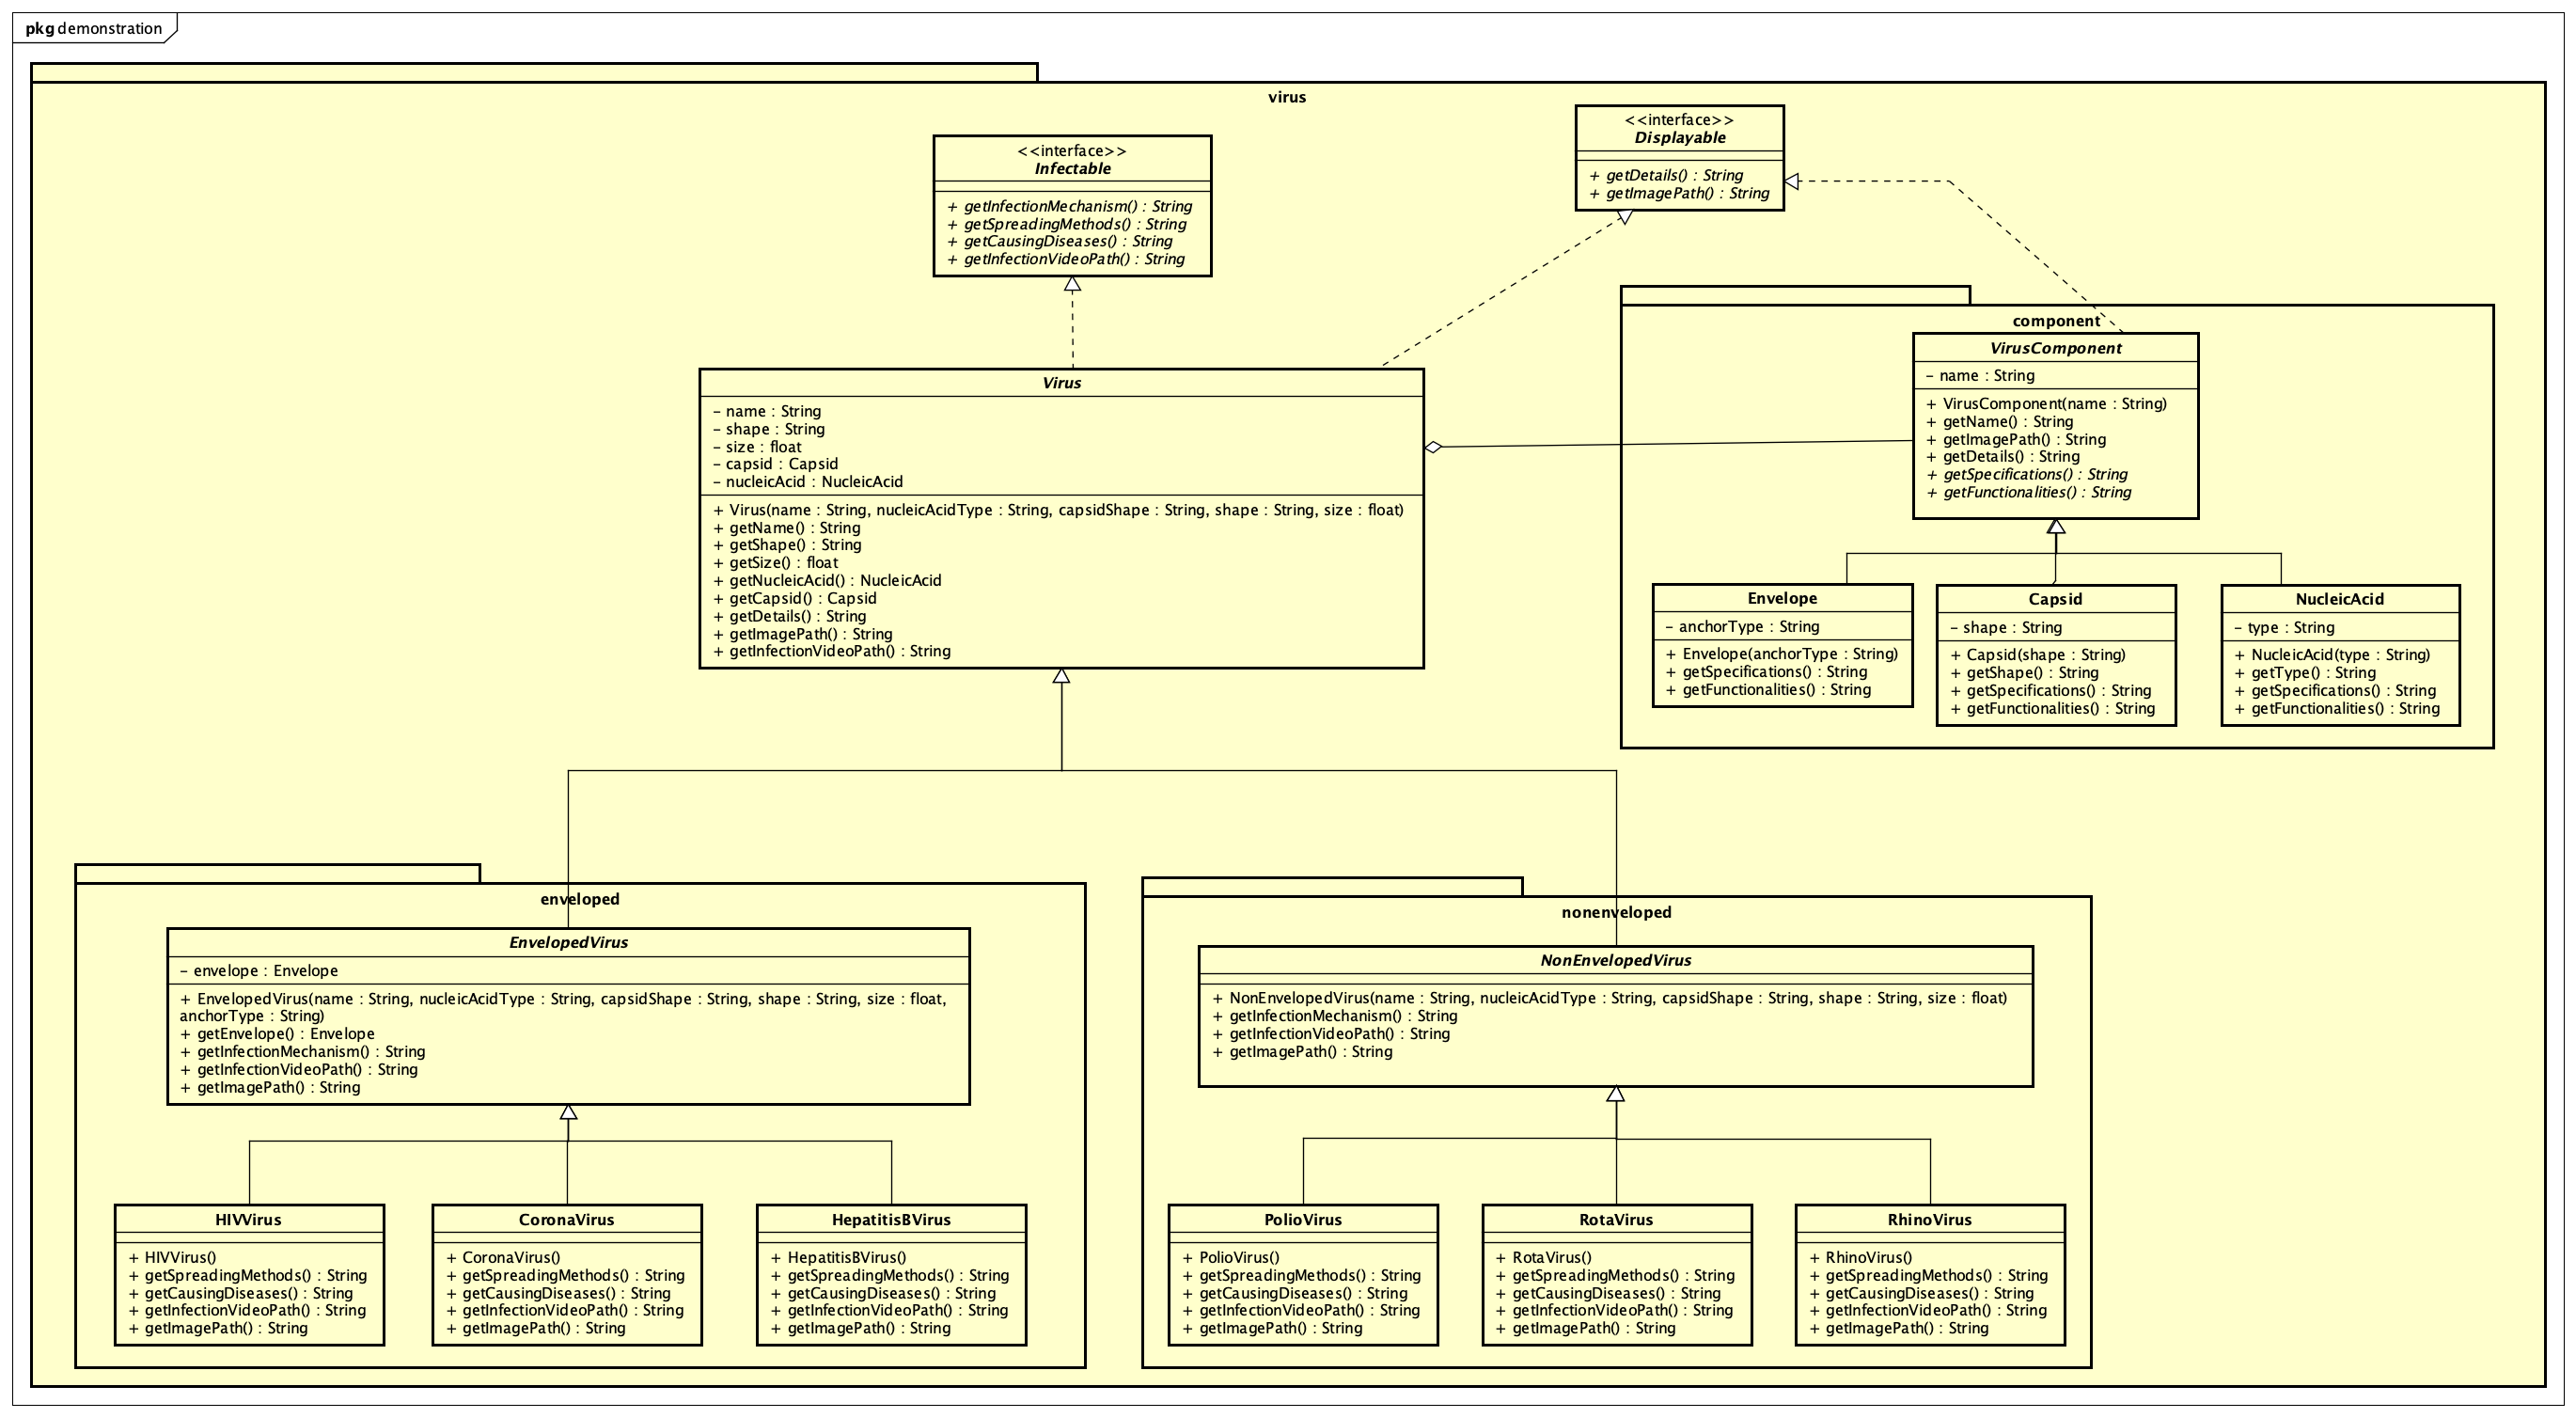 pkg demonstration
virus
<<interface>>
Infectable
+ getInfectionMechanism() : String
+ getSpreadingMethods() : String
+ getCausingDiseases() : String
+ getInfectionVideoPath() : String
<<interface>>
Displayable
+ getDetails() : String
+ getImagePath() : String
Virus
- name : String
- shape : String
- size : float
- capsid : Capsid
- nucleicAcid : NucleicAcid
+ Virus(name : String, nucleicAcidType : String, capsidShape : String, shape : String, size : float)
+ getName() : String
+ getShape() : String
+ getSize() : float
+ getNucleicAcid() : NucleicAcid
+ getCapsid() : Capsid
+ getDetails() : String
+ getImagePath() : String
+ getInfectionVideoPath() : String
component
VirusComponent
- name : String
+ VirusComponent(name : String)
+ getName() : String
+ getImagePath() : String
+ getDetails() : String
+ getSpecifications() : String
+ getFunctionalities() : String
Envelope
- anchorType : String
+ Envelope(anchorType : String)
+ getSpecifications() : String
+ getFunctionalities() : String
Capsid
- shape : String
+ Capsid(shape : String)
+ getShape() : String
+ getSpecifications() : String
+ getFunctionalities() : String
NucleicAcid
- type : String
+ NucleicAcid(type : String)
+ getType() : String
+ getSpecifications() : String
+ getFunctionalities() : String
enveloped
EnvelopedVirus
- envelope : Envelope
+ EnvelopedVirus(name : String, nucleicAcidType : String, capsidShape : String, shape : String, size : float,
anchorType : String)
+ getEnvelope() : Envelope
+ getInfectionMechanism() : String
+ getInfectionVideoPath() : String
+ getImagePath() : String
HIVVirus
+ HIVVirus()
+ getSpreadingMethods() : String
+ getCausingDiseases() : String
+ getInfectionVideoPath() : String
+ getImagePath() : String
CoronaVirus
+ CoronaVirus()
+ getSpreadingMethods() : String
+ getCausingDiseases() : String
+ getInfectionVideoPath() : String
+ getImagePath() : String
HepatitisBVirus
+ HepatitisBVirus()
+ getSpreadingMethods() : String
+ getCausingDiseases() : String
+ getInfectionVideoPath() : String
+ getImagePath() : String
nonenveloped
NonEnvelopedVirus
+ NonEnvelopedVirus(name : String, nucleicAcidType : String, capsidShape : String, shape : String, size : float)
+ getInfectionMechanism() : String
+ getInfectionVideoPath() : String
+ getImagePath() : String
PolioVirus
+ PolioVirus()
+ getSpreadingMethods() : String
+ getCausingDiseases() : String
+ getInfectionVideoPath() : String
+ getImagePath() : String
RotaVirus
+ RotaVirus()
+ getSpreadingMethods() : String
+ getCausingDiseases() : String
+ getInfectionVideoPath() : String
+ getImagePath() : String
RhinoVirus
+ RhinoVirus()
+ getSpreadingMethods() : String
+ getCausingDiseases() : String
+ getInfectionVideoPath() : String
+ getImagePath() : String